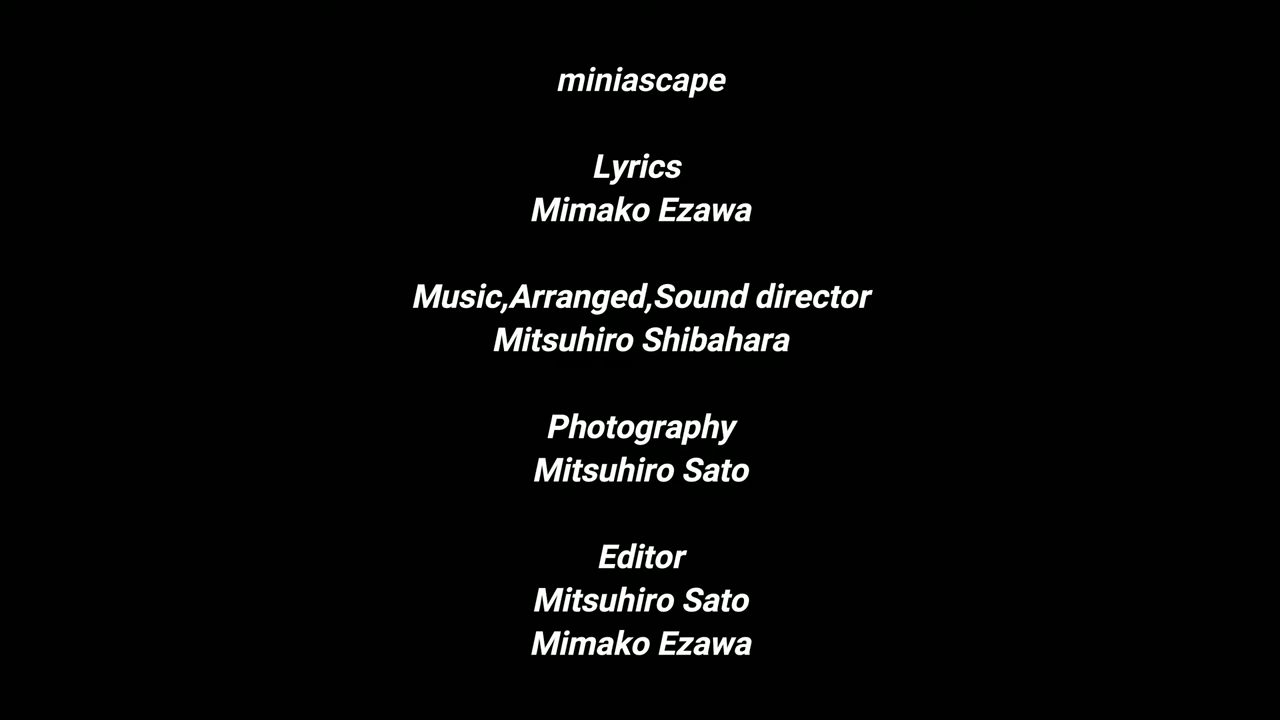 miniascape
Lyrics
Mimako Ezawa
Music,Arranged,Sound director
Mitsuhiro Shibahara
Photography
Mitsuhiro Sato
Editor
Mitsuhiro Sato
Mimako Ezawa